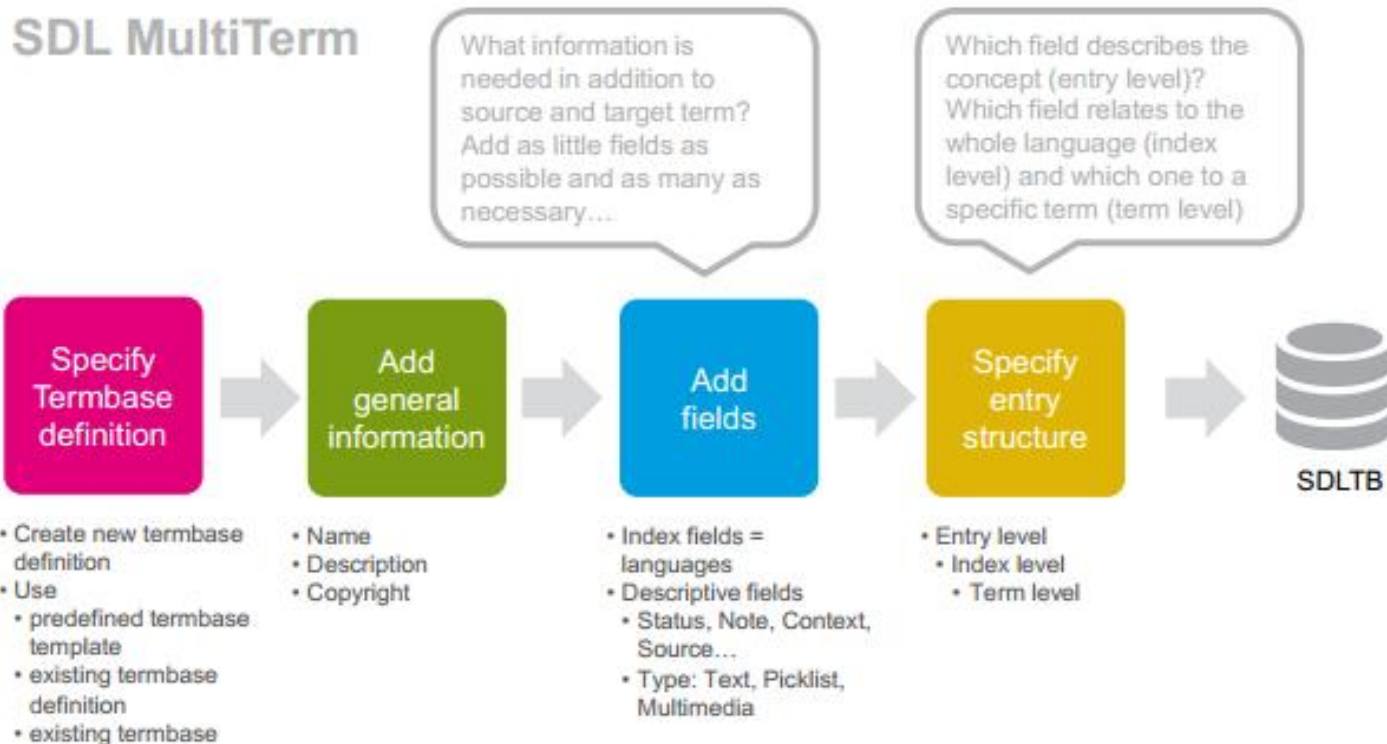 SDL MultiTerm
What information is
needed in addition to
source and target term?
Add as little fields as
possible and as many as
necessary…
Which field describes the
concept (entry level)?
Which field relates to the
whole language (index
level) and which one to a
specific term (term level)
Specify
Termbase
definition
Add
general
information
Add
fields
Specify
entry
structure
SDLTB
• Create new termbase
definition
• Use
• predefined termbase
template
• existing termbase
definition
• existing termbase
• Name
• Description
• Copyright
• Index fields =
languages
• Descriptive fields
• Status, Note, Context,
Source…
• Type: Text, Picklist,
Multimedia
• Entry level
• Index level
• Term level